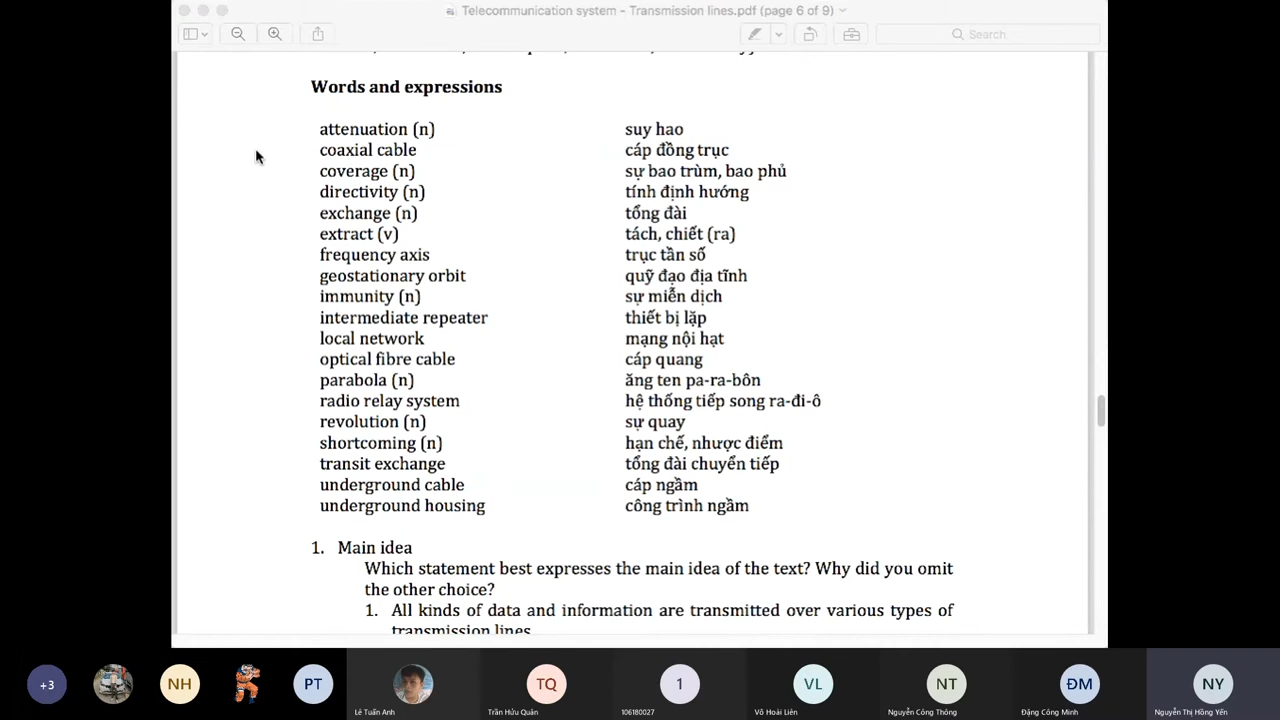 Telecommunication system – Transmission lines.pdf (page 6 of 9)
Search
Words and expressions
attenuation (n) suy hao
coaxial cable cáp đồng trục
coverage (n) sự bao trùm, bao phủ
directivity (n) tính định hướng
exchange (n) tổng đài
extract (v) tách, chiết (ra)
frequency axis trục tần số
geostationary orbit quỹ đạo địa tĩnh
immunity (n) sự miễn dịch
intermediate repeater thiết bị lặp
local network mạng nội hạt
optical fibre cable cáp quang
parabola (n) ăng ten pa-ra-bôn
radio relay system hệ thống tiếp song ra-đi-ô
revolution (n) sự quay
shortcoming (n) hạn chế, nhược điểm
transit exchange tổng đài chuyển tiếp
underground cable cáp ngầm
underground housing công trình ngầm
1. Main idea
Which statement best expresses the main idea of the text? Why did you omit
the other choice?
1. All kinds of data and information are transmitted over various types of
transmission lines
+3 NH PT TQ 1 VL NT ĐM NY
Lê Tuấn Anh Trần Hữu Quân 106180027 Võ Hoài Liên Nguyễn Công Thông Đặng Công Minh Nguyễn Thị Hồng Yến